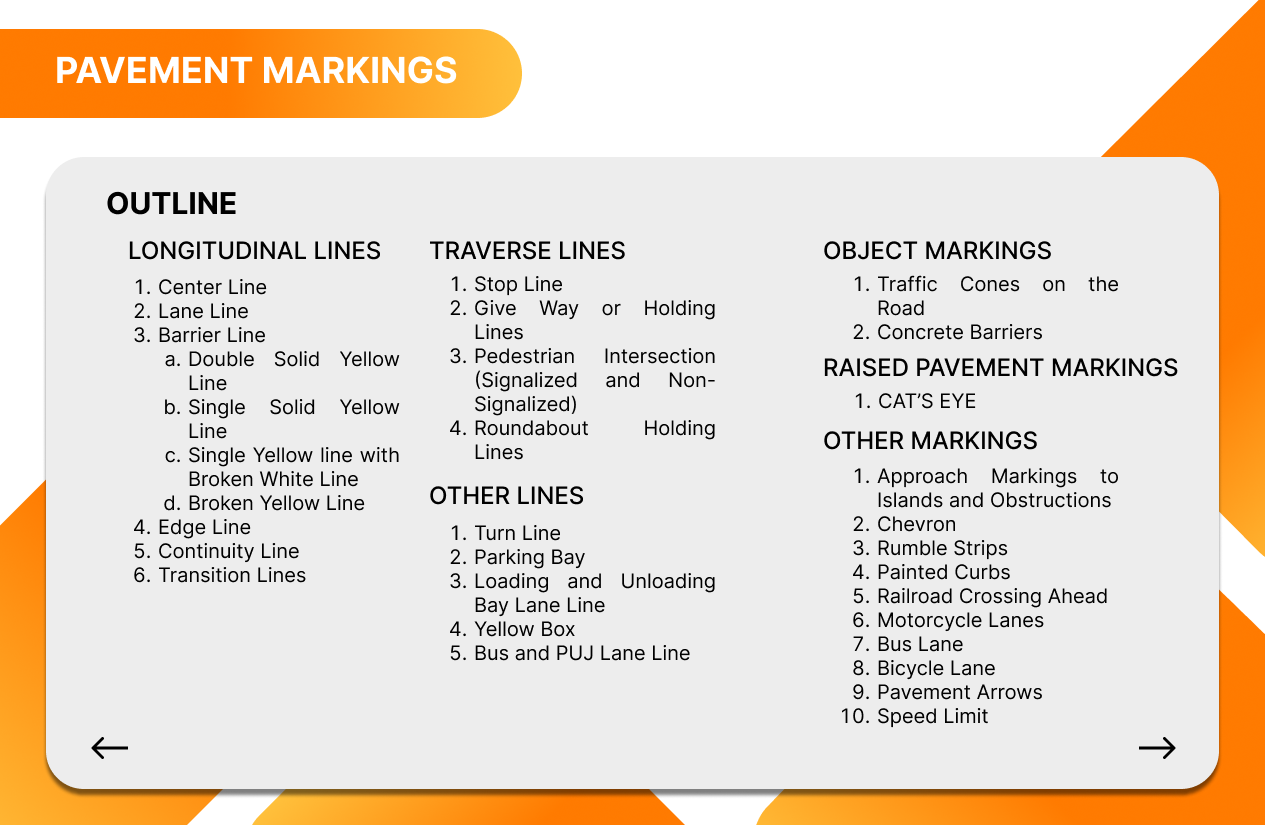 PAVEMENT MARKINGS
OUTLINE
LONGITUDINAL LINES
1. Center Line
2. Lane Line
3. Barrier Line
a. Double Solid Yellow
Line
b. Single Solid Yellow
Line
c. Single Yellow line with
Broken White Line
d. Broken Yellow Line
4. Edge Line
5. Continuity Line
6. Transition Lines
TRAVERSE LINES
1. Stop Line
2. Give Way or Holding
Lines
3. Pedestrian Intersection
(Signalized and Non-
Signalized)
4. Roundabout Holding
Lines
OTHER LINES
1. Turn Line
2. Parking Bay
3. Loading and Unloading
Bay Lane Line
4. Yellow Box
5. Bus and PUJ Lane Line
OBJECT MARKINGS
1. Traffic Cones on the
Road
2. Concrete Barriers
RAISED PAVEMENT MARKINGS
1. CAT’S EYE
OTHER MARKINGS
1. Approach Markings to
Islands and Obstructions
2. Chevron
3. Rumble Strips
4. Painted Curbs
5. Railroad Crossing Ahead
6. Motorcycle Lanes
7. Bus Lane
8. Bicycle Lane
9. Pavement Arrows
10. Speed Limit